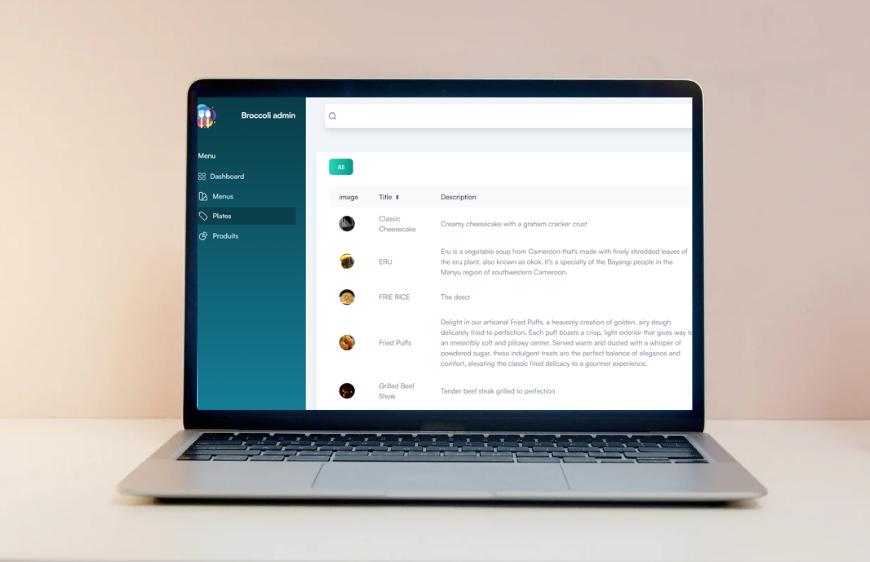 Broccoli admin
Menu
Dashboard
Menus
Plates
Produits
All
image Title Description
Classic
Cheesecake
Creamy cheesecake with a graham cracker crust
ERU
Eru is a vegetable soup from Cameroon that's made with finely shredded leaves of
the eru plant, also known as okok. It's a specialty of the Bayangi people in the
Manyu region of southwestern Cameroon.
FRIE RICE
The descr
Fried Puffs
Delight in our artisanal Fried Puffs, a heavenly creation of golden, airy dough
delicately fried to perfection. Each puff boasts a crisp, light exterior that gives way to
an irresistibly soft and pillowy center. Served warm and dusted with a whisper of
powdered sugar, these indulgent treats are the perfect balance of elegance and
comfort, elevating the classic fried delicacy to a gourmet experience.
Grilled Beef
Steak
Tender beef steak grilled to perfection